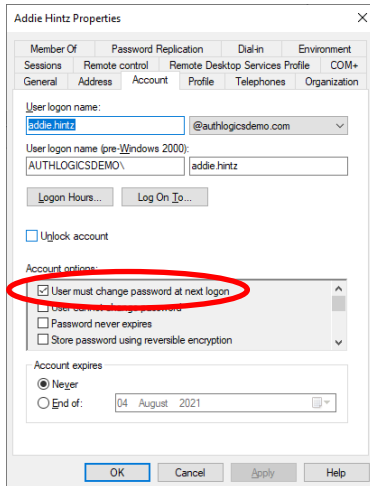 Addie Hintz Properties
Member Of Password Replication Dial-in Environment
Sessions Remote control Remote Desktop Services Profile COM+
General Address Account Profile Telephones Organization
User logon name:
addie.hintz @authlogicsdemo.com
User logon name (pre-Windows 2000):
AUTHLOGICSDEMO\ addie.hintz
Logon Hours... Log On To...
Unlock account
Account options:
User must change password at next logon
User cannot change password
Password never expires
Store password using reversible encryption
Account expires
Never
End of: 04 August 2021
OK Cancel Apply Help